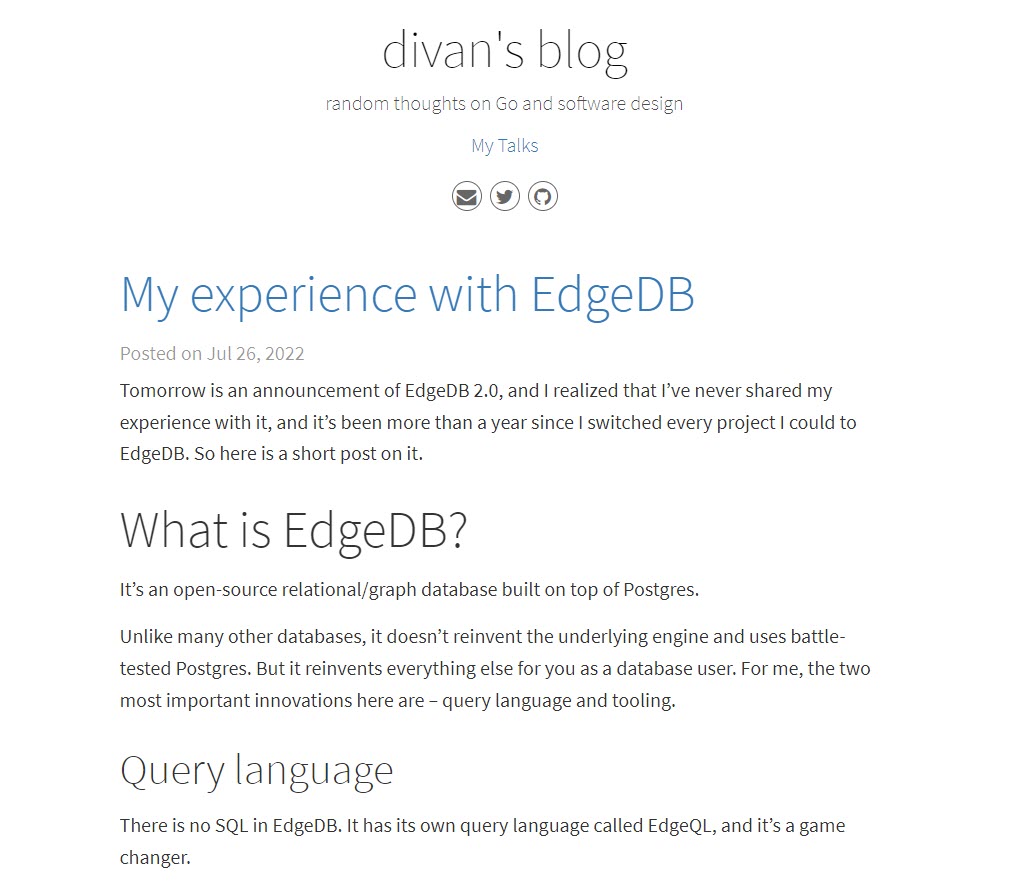 divan's blog
random thoughts on Go and software design
My Talks
My experience with EdgeDB
Posted on Jul 26, 2022
Tomorrow is an announcement of EdgeDB 2.0, and I realized that I’ve never shared my
experience with it, and it’s been more than a year since I switched every project I could to
EdgeDB. So here is a short post on it.
What is EdgeDB?
It’s an open-source relational/graph database built on top of Postgres.
Unlike many other databases, it doesn’t reinvent the underlying engine and uses battle-
tested Postgres. But it reinvents everything else for you as a database user. For me, the two
most important innovations here are – query language and tooling.
Query language
There is no SQL in EdgeDB. It has its own query language called EdgeQL, and it’s a game
changer.